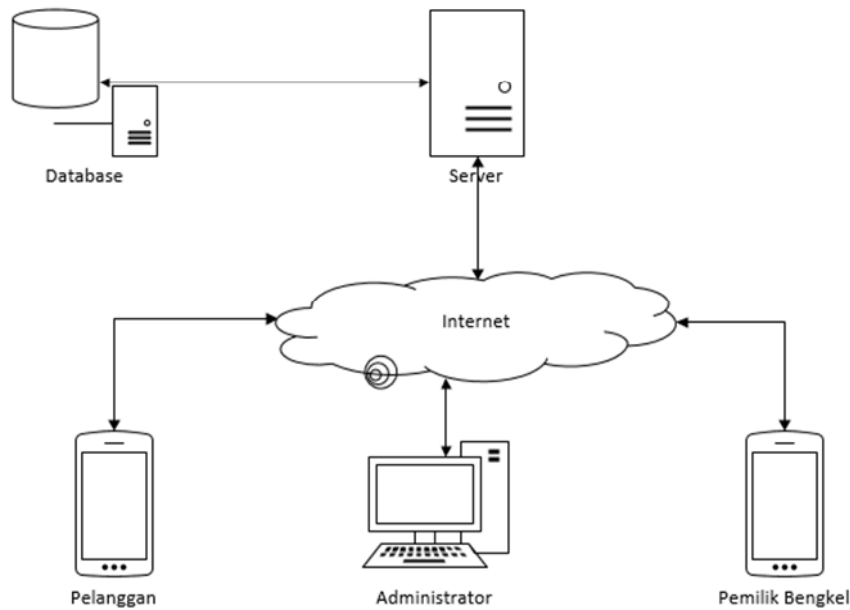 Database
Server
Internet
Pelanggan
Administrator
Pemilik Bengkel